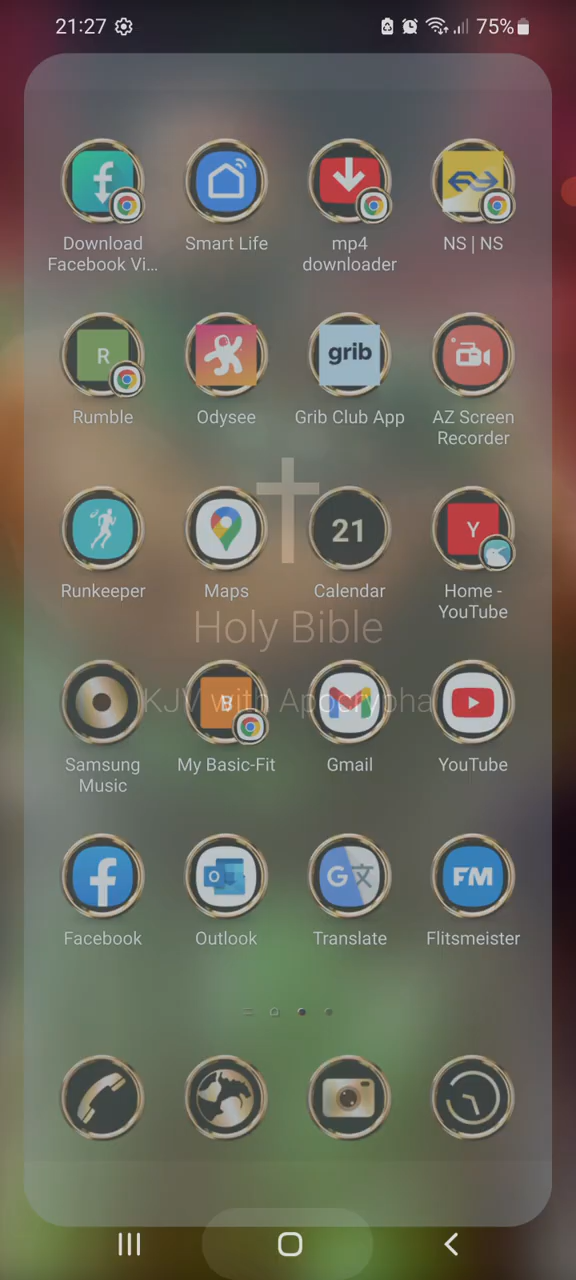 21:27
75%
Download
Facebook Vi...
Smart Life
mp4
downloader
NS | NS
R
Rumble
Odysee
grib
Grib Club App
AZ Screen
Recorder
Runkeeper
Maps
21
Calendar
Y
Home -
YouTube
Holy Bible
KJV with Apocrypha
Samsung
Music
B
My Basic-Fit
Gmail
YouTube
Facebook
Outlook
G文
Translate
FM
Flitsmeister